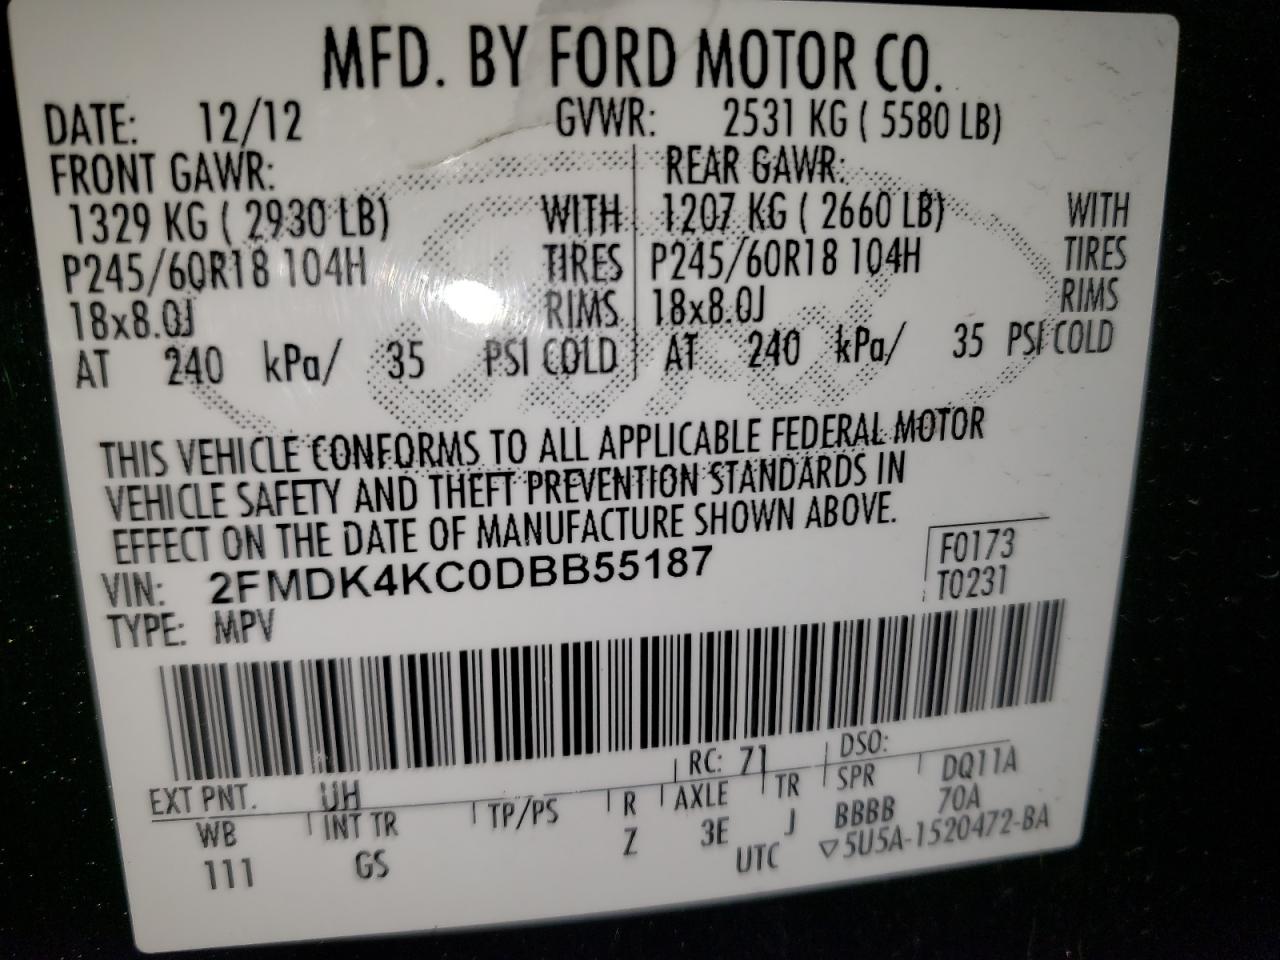 MFD. BY FORD MOTOR CO.
DATE: 12/12 GVWR: 2531 KG ( 5580 LB)
FRONT GAWR: REAR GAWR:
1329 KG ( 2930 LB) WITH 1207 KG ( 2660 LB) WITH
P245/60R18 104H TIRES P245/60R18 104H TIRES
18x8.0J RIMS 18x8.0J RIMS
AT 240 kPa/ 35 PSI COLD AT 240 kPa/ 35 PSI COLD
THIS VEHICLE CONFORMS TO ALL APPLICABLE FEDERAL MOTOR
VEHICLE SAFETY AND THEFT PREVENTION STANDARDS IN
EFFECT ON THE DATE OF MANUFACTURE SHOWN ABOVE.
VIN: 2FMDK4KC0DBB55187 F0173
TYPE: MPV T0231
EXT PNT. UH RC: 71 DSO:
WB INT TR TP/PS R AXLE TR SPR DQ11A
111 GS Z 3E J BBBB 70A
UTC ▽5U5A-1520472-BA